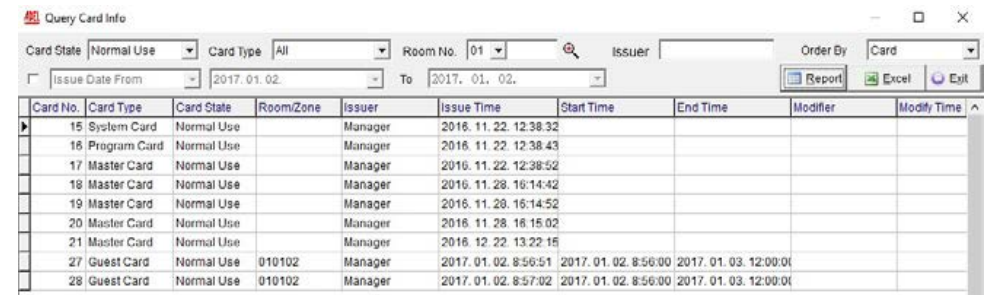 Query Card Info
Card State Normal Use Card Type All Room No. 01 Issuer Order By Card
Issue Date From 2017. 01. 02. To 2017. 01. 02. Report Excel Exit
Card No. Card Type Card State Room/Zone Issuer Issue Time Start Time End Time Modifier Modify Time
15 System Card Normal Use Manager 2016. 11. 22. 12:38:32
16 Program Card Normal Use Manager 2016. 11. 22. 12:38:43
17 Master Card Normal Use Manager 2016. 11. 22. 12:38:52
18 Master Card Normal Use Manager 2016. 11. 28. 16:14:42
19 Master Card Normal Use Manager 2016. 11. 28. 16:14:52
20 Master Card Normal Use Manager 2016. 11. 28. 16:15:02
21 Master Card Normal Use Manager 2016. 12. 22. 13:22:15
27 Guest Card Normal Use 010102 Manager 2017. 01. 02. 8:56:51 2017. 01. 02. 8:56:00 2017. 01. 03. 12:00:00
28 Guest Card Normal Use 010102 Manager 2017. 01. 02. 8:57:02 2017. 01. 02. 8:56:00 2017. 01. 03. 12:00:00